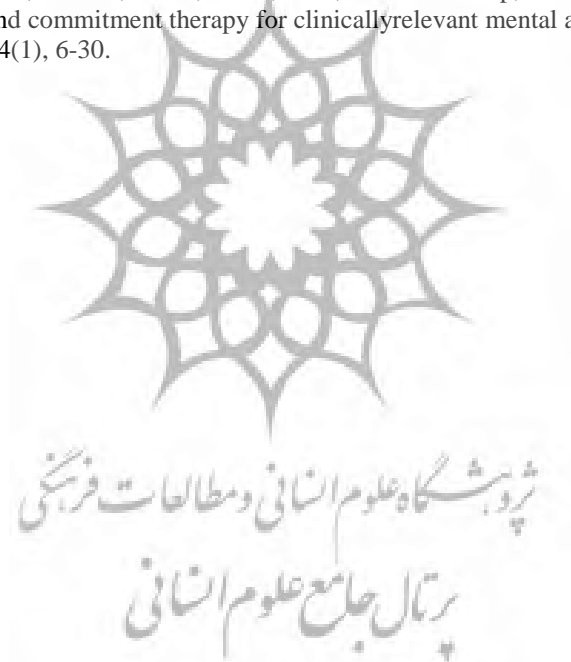 nd commitment therapy for clinicallyrelevant mental a
4(1), 6-30.
پژوهشگاه علوم انسانی و مطالعات فرهنگی
پرتال جامع علوم انسانی